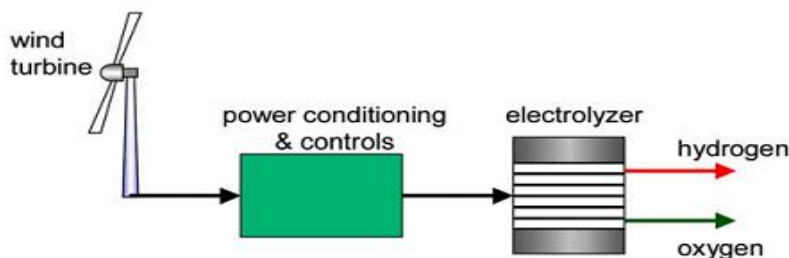 wind
turbine
power conditioning
& controls
electrolyzer
hydrogen
oxygen